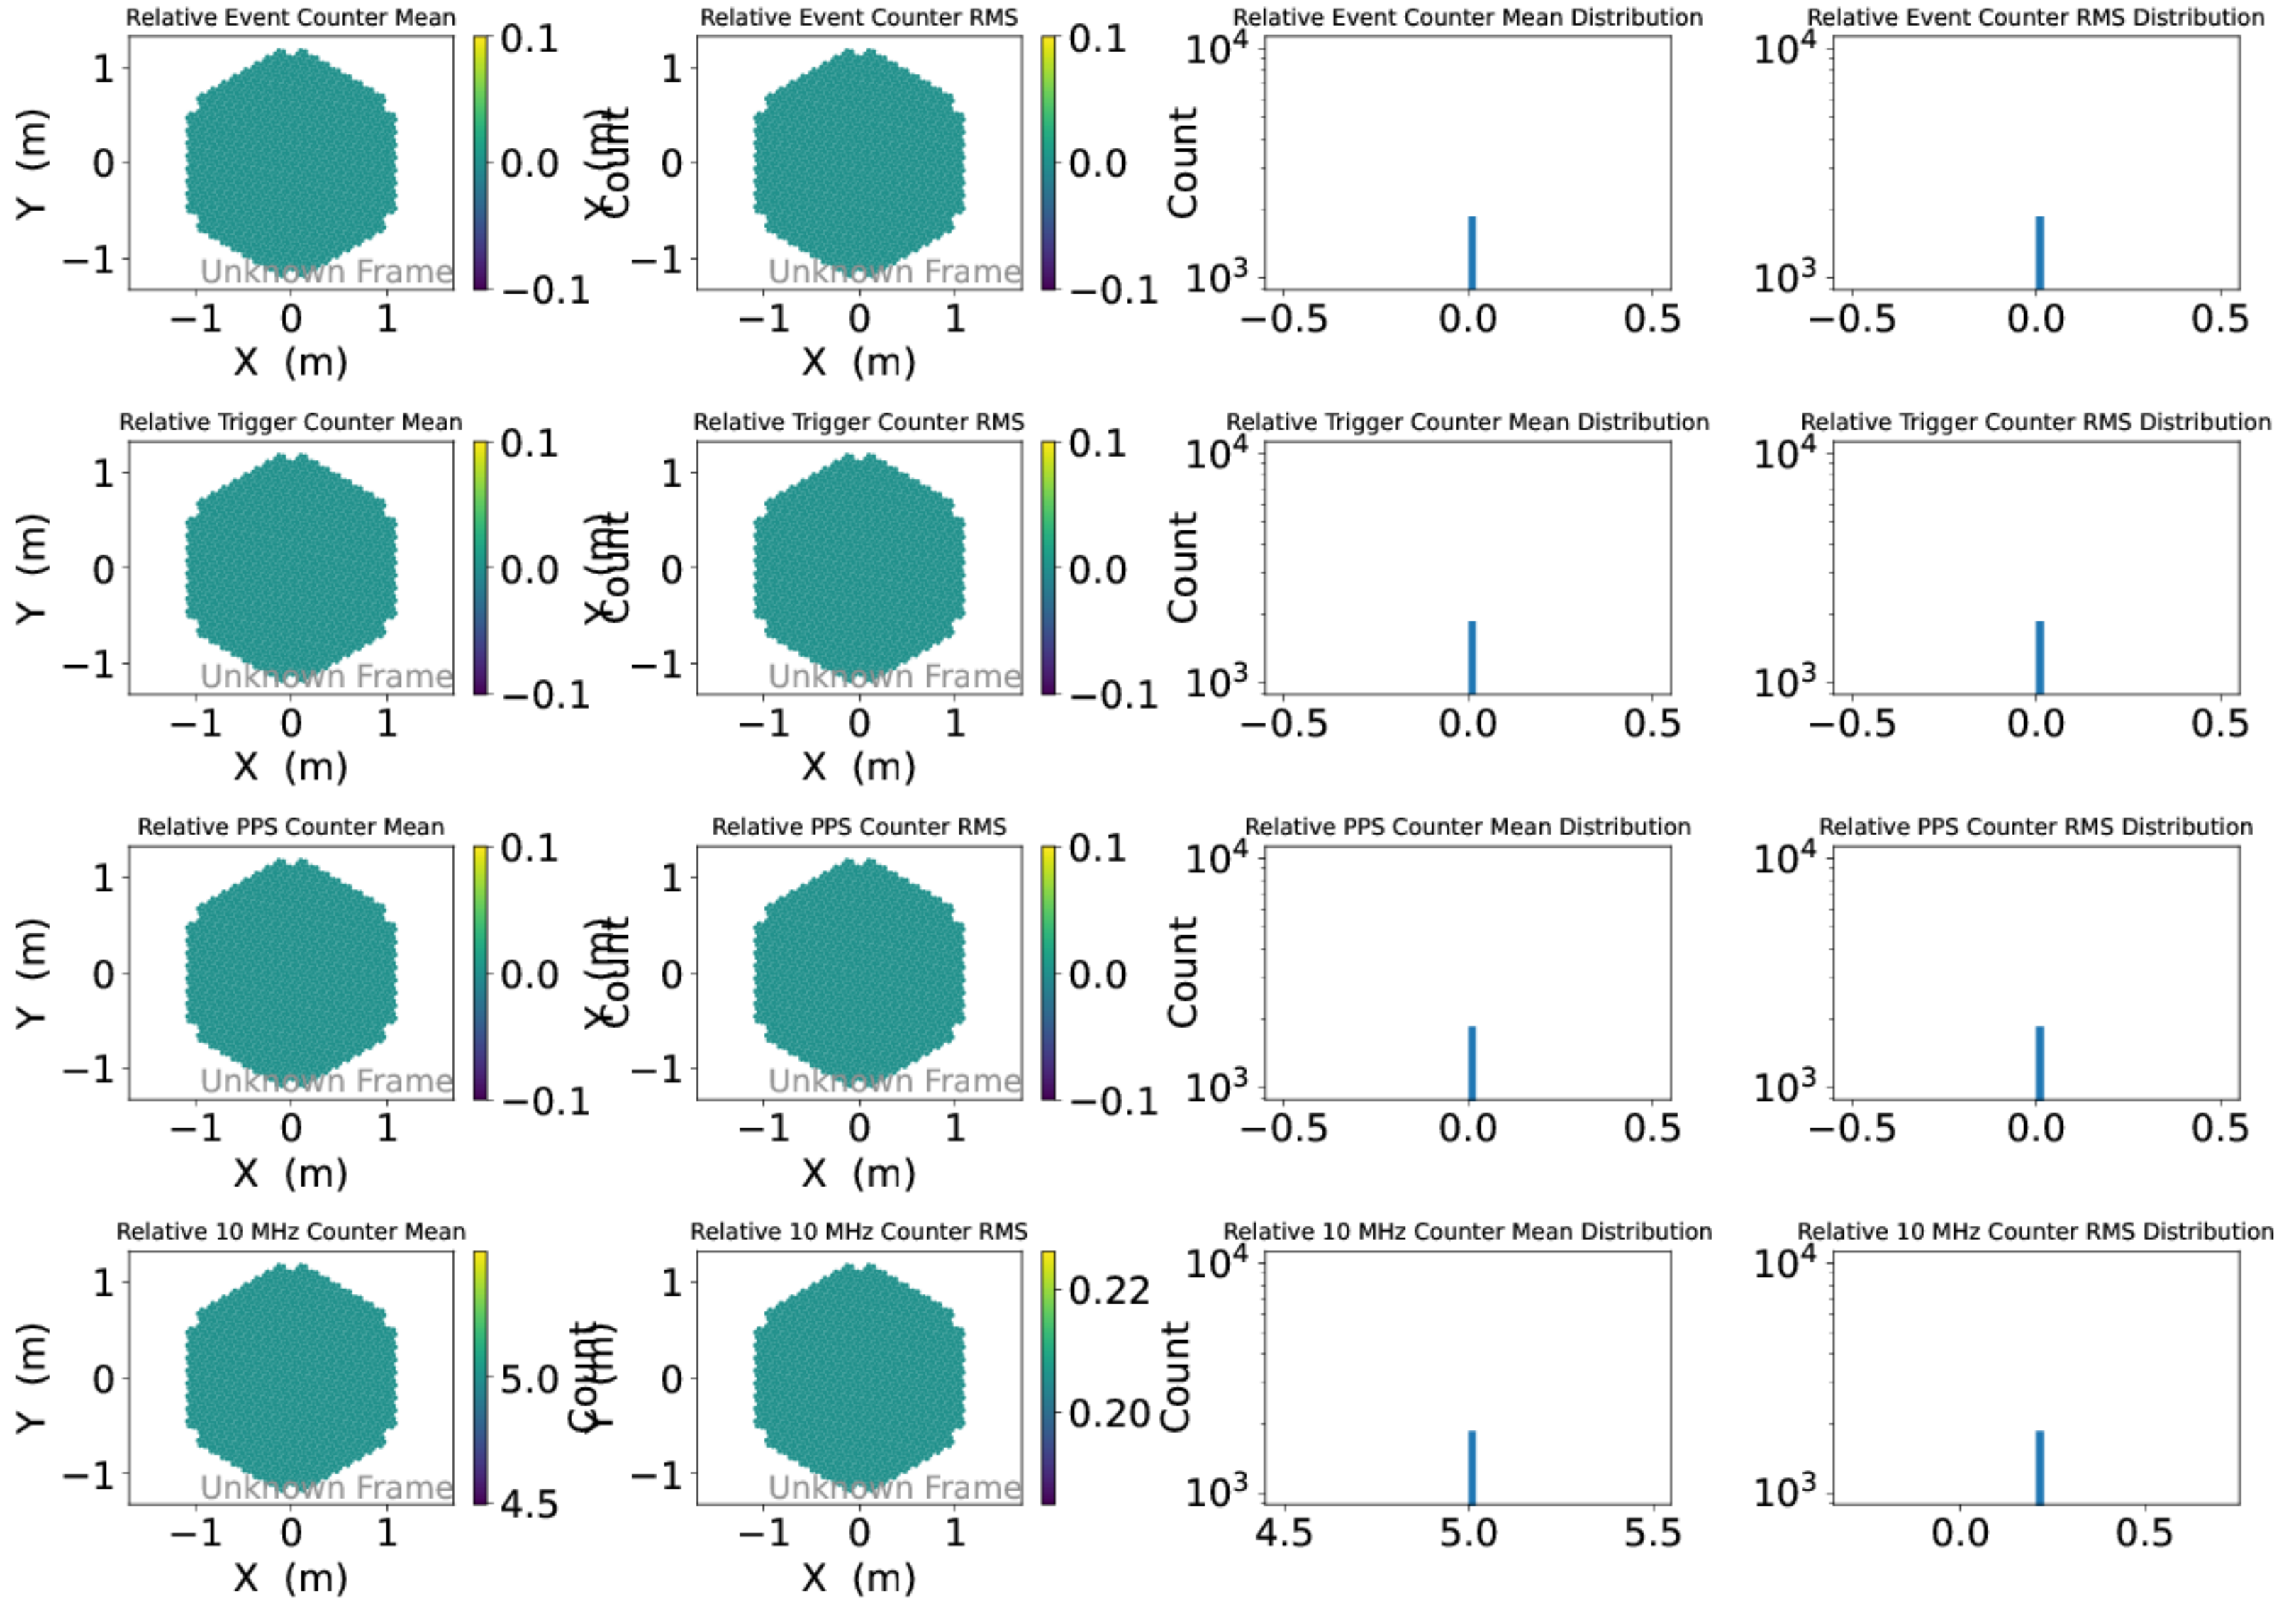 Relative Event Counter Mean
Relative Event Counter RMS
Relative Event Counter Mean Distribution
Relative Event Counter RMS Distribution
Y (m)
1
0
−1
Unknown Frame
−1 0 1
X (m)
0.1
0.0
−0.1
Count
Y (m)
1
0
−1
Unknown Frame
−1 0 1
X (m)
0.1
0.0
−0.1
Count
10⁴
10³
−0.5 0.0 0.5
10⁴
10³
−0.5 0.0 0.5
Relative Trigger Counter Mean
Relative Trigger Counter RMS
Relative Trigger Counter Mean Distribution
Relative Trigger Counter RMS Distribution
Y (m)
1
0
−1
Unknown Frame
−1 0 1
X (m)
0.1
0.0
−0.1
Count
Y (m)
1
0
−1
Unknown Frame
−1 0 1
X (m)
0.1
0.0
−0.1
Count
10⁴
10³
−0.5 0.0 0.5
10⁴
10³
−0.5 0.0 0.5
Relative PPS Counter Mean
Relative PPS Counter RMS
Relative PPS Counter Mean Distribution
Relative PPS Counter RMS Distribution
Y (m)
1
0
−1
Unknown Frame
−1 0 1
X (m)
0.1
0.0
−0.1
Count
Y (m)
1
0
−1
Unknown Frame
−1 0 1
X (m)
0.1
0.0
−0.1
Count
10⁴
10³
−0.5 0.0 0.5
10⁴
10³
−0.5 0.0 0.5
Relative 10 MHz Counter Mean
Relative 10 MHz Counter RMS
Relative 10 MHz Counter Mean Distribution
Relative 10 MHz Counter RMS Distribution
Y (m)
1
0
−1
Unknown Frame
−1 0 1
X (m)
5.0
4.5
Count
Y (m)
1
0
−1
Unknown Frame
−1 0 1
X (m)
0.22
0.20
Count
10⁴
10³
4.5 5.0 5.5
10⁴
10³
0.0 0.5